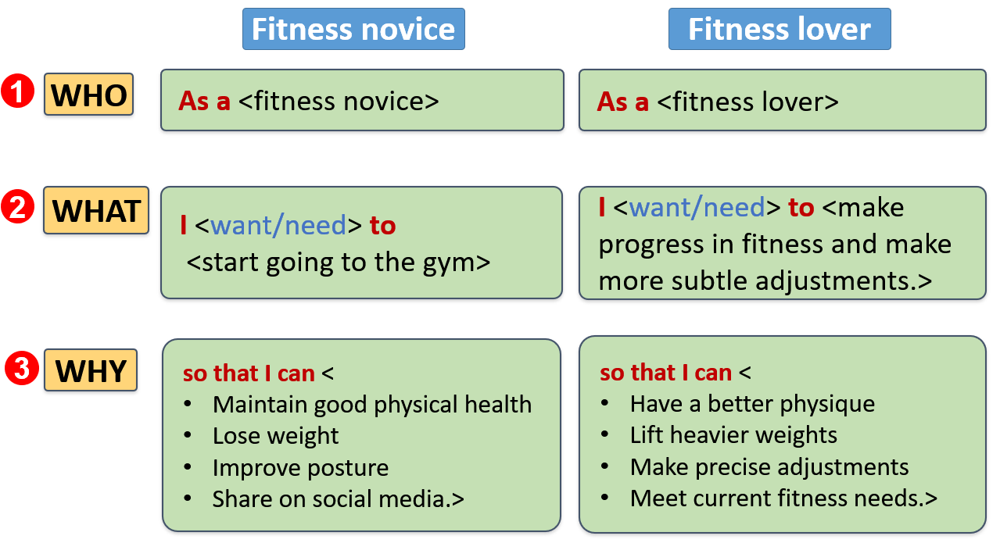 Fitness novice
Fitness lover
1 WHO
As a <fitness novice>
As a <fitness lover>
2 WHAT
I <want/need> to
<start going to the gym>
I <want/need> to <make
progress in fitness and make
more subtle adjustments.>
3 WHY
so that I can <
• Maintain good physical health
• Lose weight
• Improve posture
• Share on social media.>
so that I can <
• Have a better physique
• Lift heavier weights
• Make precise adjustments
• Meet current fitness needs.>